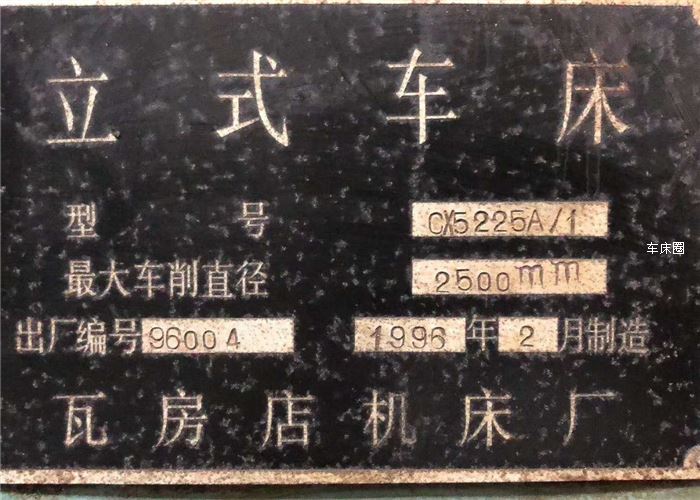 立式车床
型号 CX5225A/1
车床圈
最大车削直径 2500mm
出厂编号 96004 1996年2月制造
瓦房店机床厂